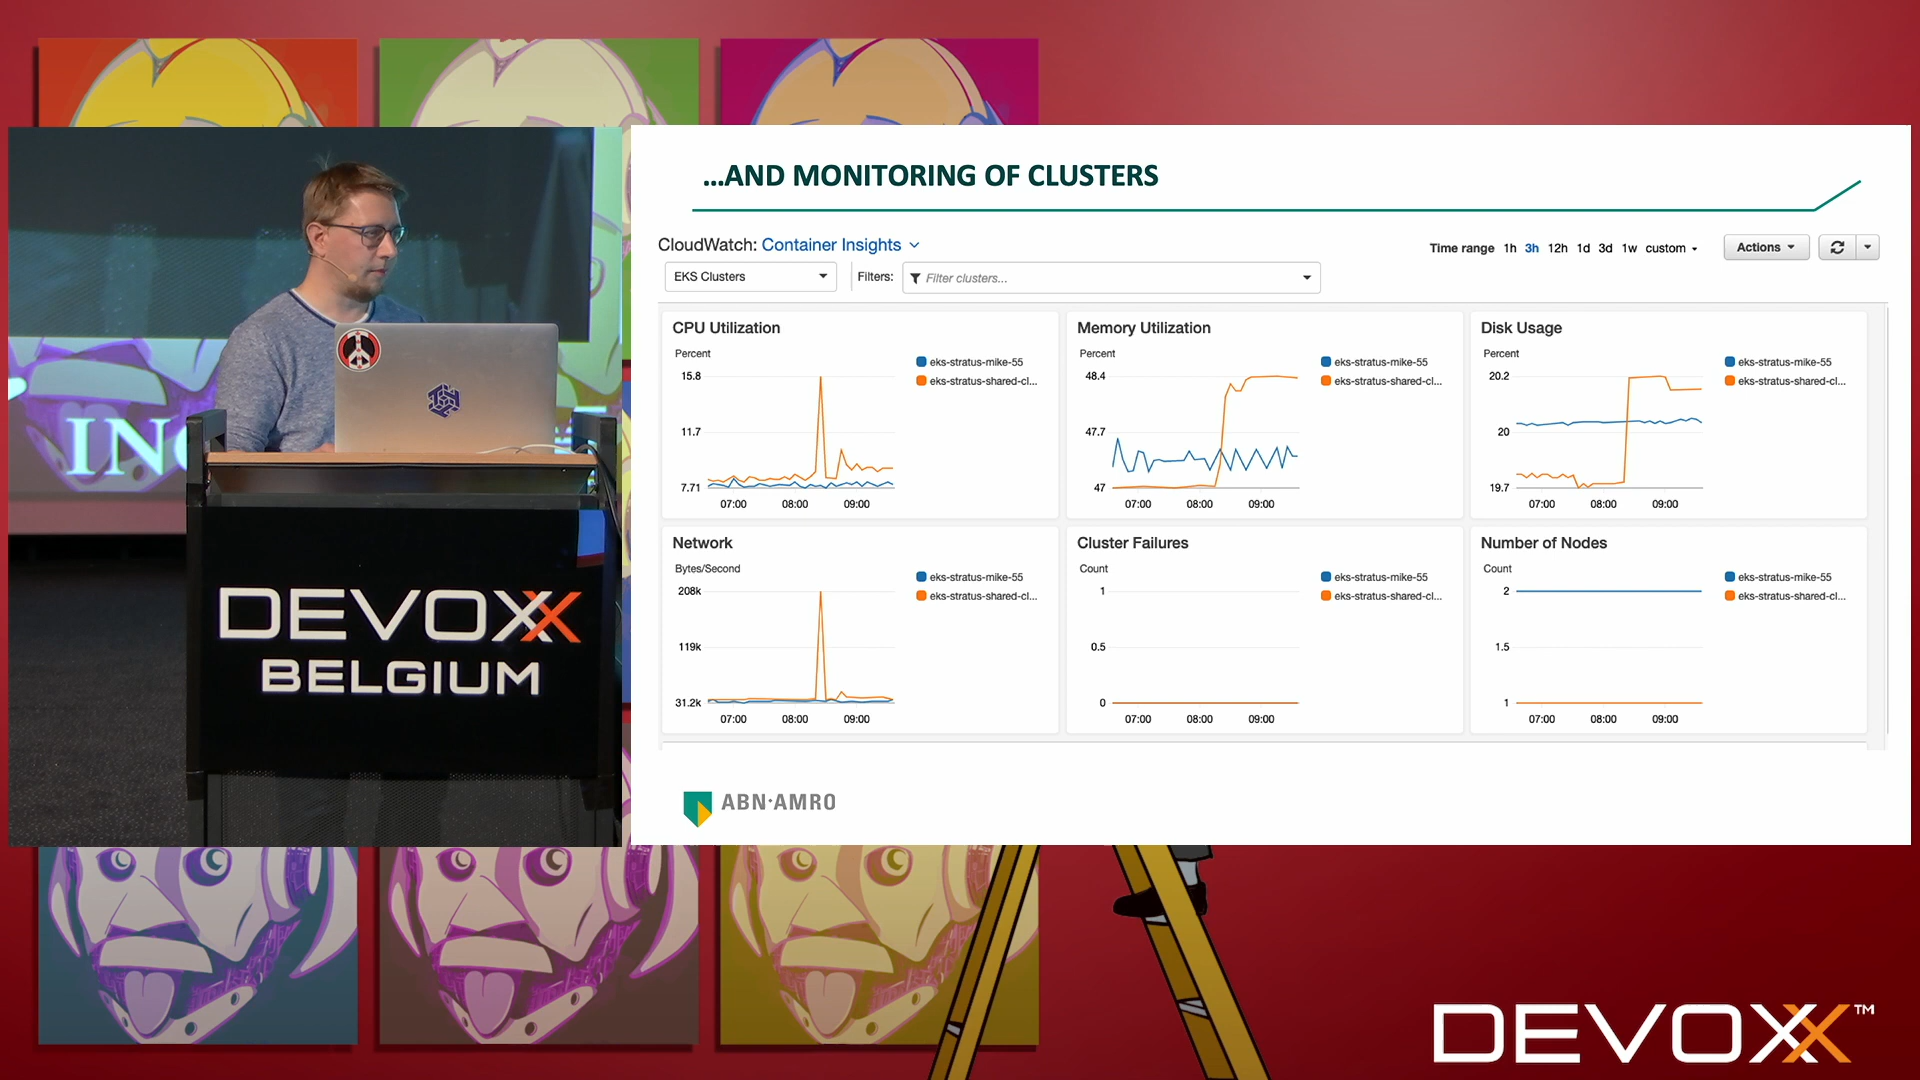 …AND MONITORING OF CLUSTERS
CloudWatch: Container Insights
Time range 1h 3h 12h 1d 3d 1w custom
Actions
EKS Clusters
Filters:
Filter clusters...
CPU Utilization
Percent
15.8
11.7
7.71
07:00 08:00 09:00
eks-stratus-mike-55
eks-stratus-shared-cl...
Memory Utilization
Percent
48.4
47.7
47
07:00 08:00 09:00
eks-stratus-mike-55
eks-stratus-shared-cl...
Disk Usage
Percent
20.2
20
19.7
07:00 08:00 09:00
eks-stratus-mike-55
eks-stratus-shared-cl...
Network
Bytes/Second
208k
119k
31.2k
07:00 08:00 09:00
eks-stratus-mike-55
eks-stratus-shared-cl...
Cluster Failures
Count
1
0.5
0
07:00 08:00 09:00
eks-stratus-mike-55
eks-stratus-shared-cl...
Number of Nodes
Count
2
1.5
1
07:00 08:00 09:00
eks-stratus-mike-55
eks-stratus-shared-cl...
ABN·AMRO
DEVOXX
BELGIUM
DEVOXX™